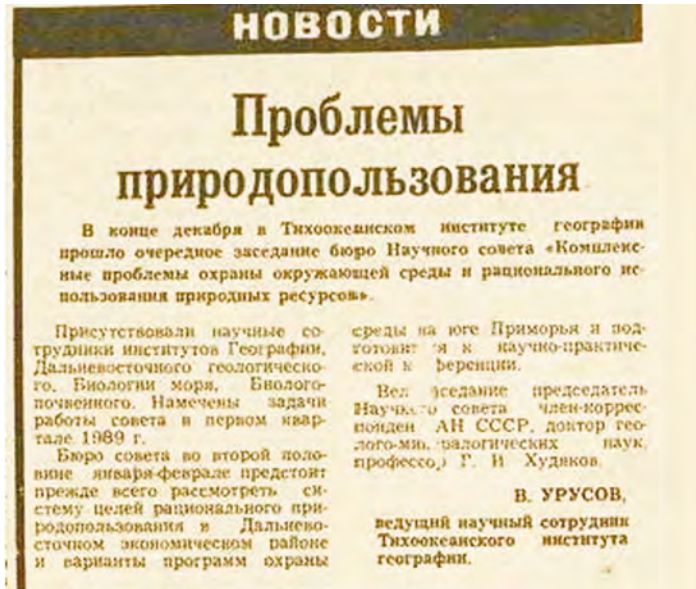 НОВОСТИ
Проблемы
природопользования
В конце декабря в Тихоокеанском институте географии
прошло очередное заседание бюро Научного совета «Комплекс-
ные проблемы охраны окружающей среды и рационального ис-
пользования природных ресурсов».
Присутствовали научные со-
трудники институтов Географии,
Дальневосточного геологическо-
го, Биологии моря, Биолого-
почвенного. Намечены задачи
работы совета в первом квар-
тале 1989 г.
Бюро совета во второй поло-
вине января-феврале предстоит
прежде всего рассмотреть си-
стему целей рационального при-
родопользования в Дальнево-
сточном экономическом районе
и варианты программ охраны
среды на юге Приморья и под-
к научно-практиче-
ской
председатель
Научного совета член-коррес-
АН СССР, доктор гео-
наук,
профессор Г. И. Худяков.
В. УРУСОВ,
ведущий научный сотрудник
Тихоокеанского института
географии.